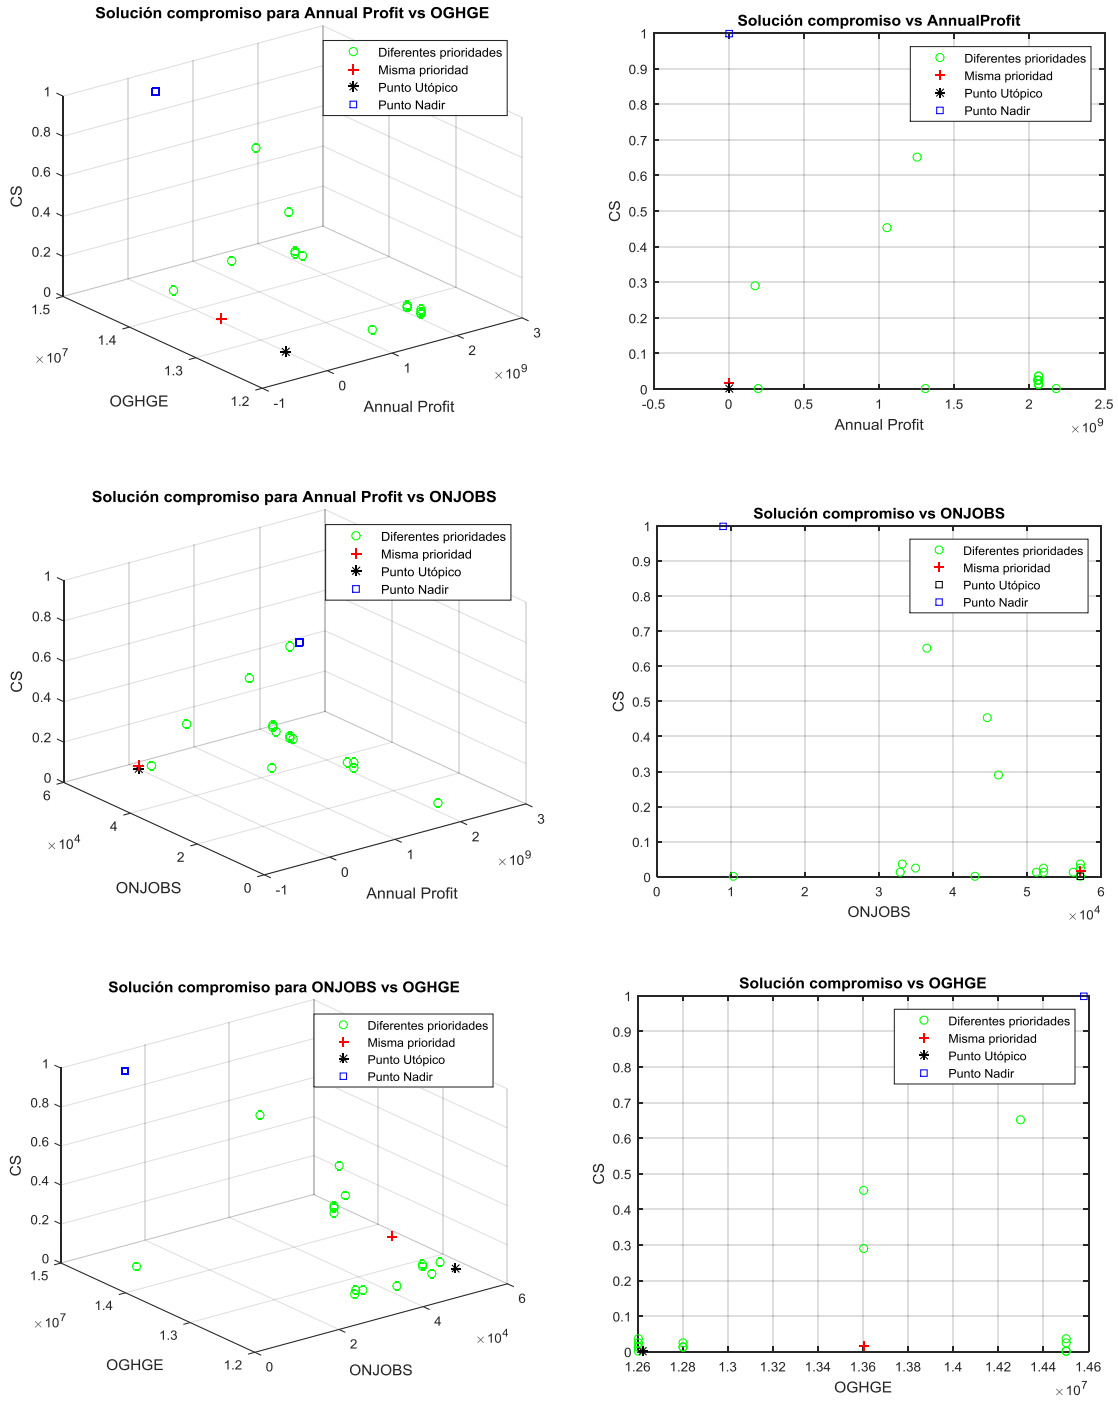 Solución compromiso para Annual Profit vs OGHGE
Diferentes prioridades
Misma prioridad
Punto Utópico
Punto Nadir
1
0.8
0.6
0.4
0.2
0
CS
1.5
1.4
1.3
1.2
×10^7
OGHGE
-1
0
1
2
3
×10^9
Annual Profit
Solución compromiso vs AnnualProfit
Diferentes prioridades
Misma prioridad
Punto Utópico
Punto Nadir
1
0.9
0.8
0.7
0.6
0.5
0.4
0.3
0.2
0.1
0
CS
-0.5
0
0.5
1
1.5
2
2.5
Annual Profit
×10^9
Solución compromiso para Annual Profit vs ONJOBS
Diferentes prioridades
Misma prioridad
Punto Utópico
Punto Nadir
1
0.8
0.6
0.4
0.2
0
CS
6
4
2
0
×10^4
ONJOBS
-1
0
1
2
3
×10^9
Annual Profit
Solución compromiso vs ONJOBS
Diferentes prioridades
Misma prioridad
Punto Utópico
Punto Nadir
1
0.9
0.8
0.7
0.6
0.5
0.4
0.3
0.2
0.1
0
CS
0
1
2
3
4
5
6
ONJOBS
×10^4
Solución compromiso para ONJOBS vs OGHGE
Diferentes prioridades
Misma prioridad
Punto Utópico
Punto Nadir
1
0.8
0.6
0.4
0.2
0
CS
1.5
1.4
1.3
1.2
×10^7
OGHGE
0
2
4
6
×10^4
ONJOBS
Solución compromiso vs OGHGE
Diferentes prioridades
Misma prioridad
Punto Utópico
Punto Nadir
1
0.9
0.8
0.7
0.6
0.5
0.4
0.3
0.2
0.1
0
CS
1.26
1.28
1.3
1.32
1.34
1.36
1.38
1.4
1.42
1.44
1.46
OGHGE
×10^7